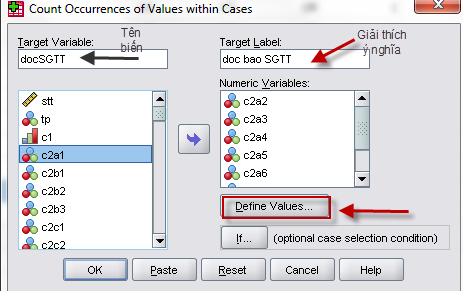 Count Occurrences of Values within Cases
Target Variable:
Tên biến
Target Label:
Giải thích ý nghĩa
docSGTT
doc bao SGTT
Numeric Variables:
stt
tp
c1
c2a1
c2b1
c2b2
c2b3
c2c1
c2c2
c2a2
c2a3
c2a4
c2a5
c2a6
Define Values...
If... (optional case selection condition)
OK Paste Reset Cancel Help